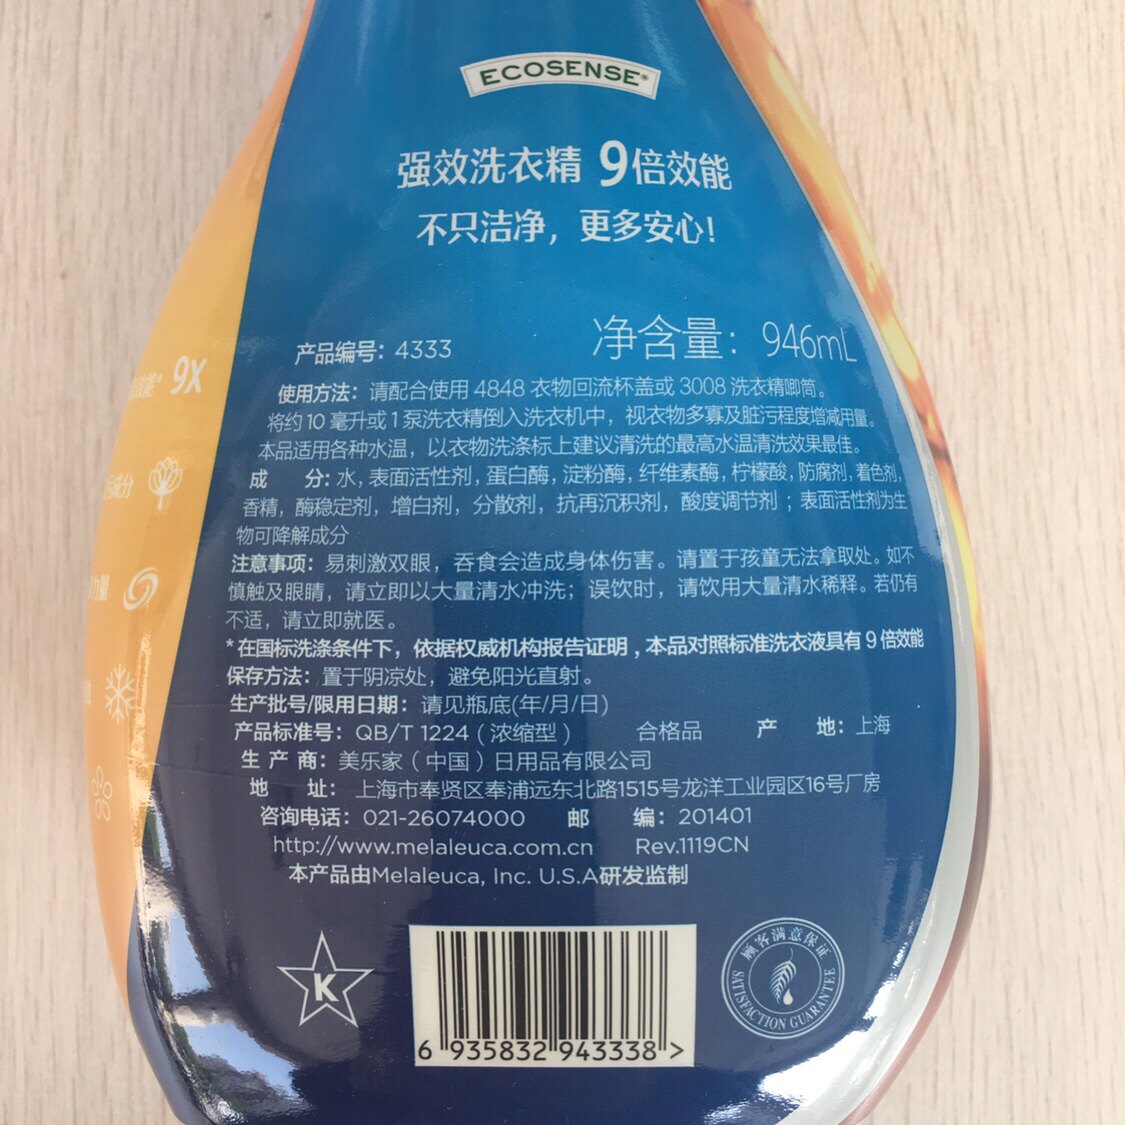 ECOSENSE®
强效洗衣精 9倍效能
不只洁净，更多安心!
产品编号：4333
净含量：946mL
9X
使用方法：请配合使用 4848 衣物回流杯盖或 3008 洗衣精唧筒。
将约 10 毫升或 1 泵洗衣精倒入洗衣机中，视衣物多寡及脏污程度增减用量。
本品适用各种水温，以衣物洗涤标上建议清洗的最高水温清洗效果最佳。
成 分：水，表面活性剂，蛋白酶，淀粉酶，纤维素酶，柠檬酸，防腐剂，着色剂，
香精，酶稳定剂，增白剂，分散剂，抗再沉积剂，酸度调节剂；表面活性剂为生
物可降解成分
注意事项：易刺激双眼，吞食会造成身体伤害。请置于孩童无法拿取处。如不
慎触及眼睛，请立即以大量清水冲洗；误饮时，请饮用大量清水稀释。若仍有
不适，请立即就医。
*在国标洗涤条件下，依据权威机构报告证明，本品对照标准洗衣液具有 9 倍效能
保存方法：置于阴凉处，避免阳光直射。
生产批号/限用日期：请见瓶底(年/月/日)
产品标准号：QB/T 1224（浓缩型） 合格品 产 地：上海
生 产 商：美乐家（中国）日用品有限公司
地 址：上海市奉贤区奉浦远东北路1515号龙洋工业园区16号厂房
咨询电话：021-26074000 邮 编：201401
http://www.melaleuca.com.cn Rev.1119CN
本产品由Melaleuca, Inc. U.S.A研发监制
K
6 935832 943338 >
顾客满意保证
SATISFACTION GUARANTEE